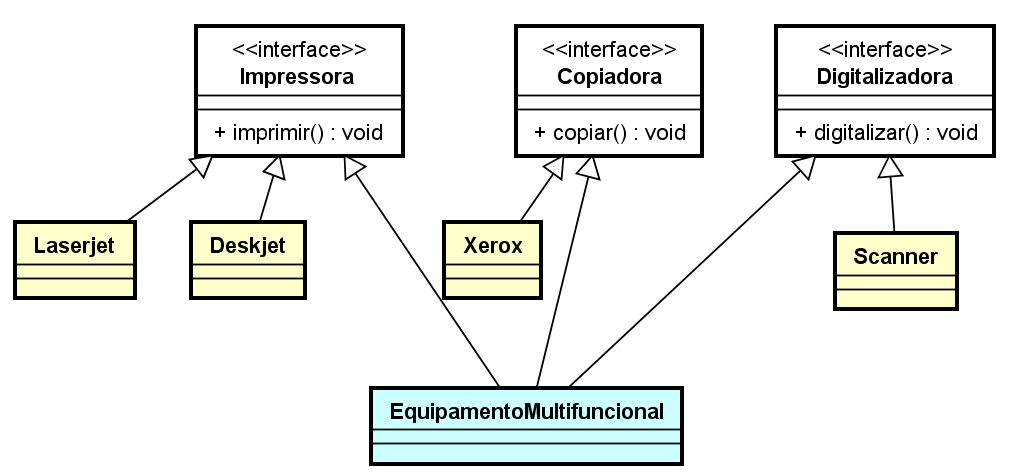 <<interface>>
Impressora
+ imprimir() : void
<<interface>>
Copiadora
+ copiar() : void
<<interface>>
Digitalizadora
+ digitalizar() : void
Laserjet
Deskjet
Xerox
Scanner
EquipamentoMultifuncional